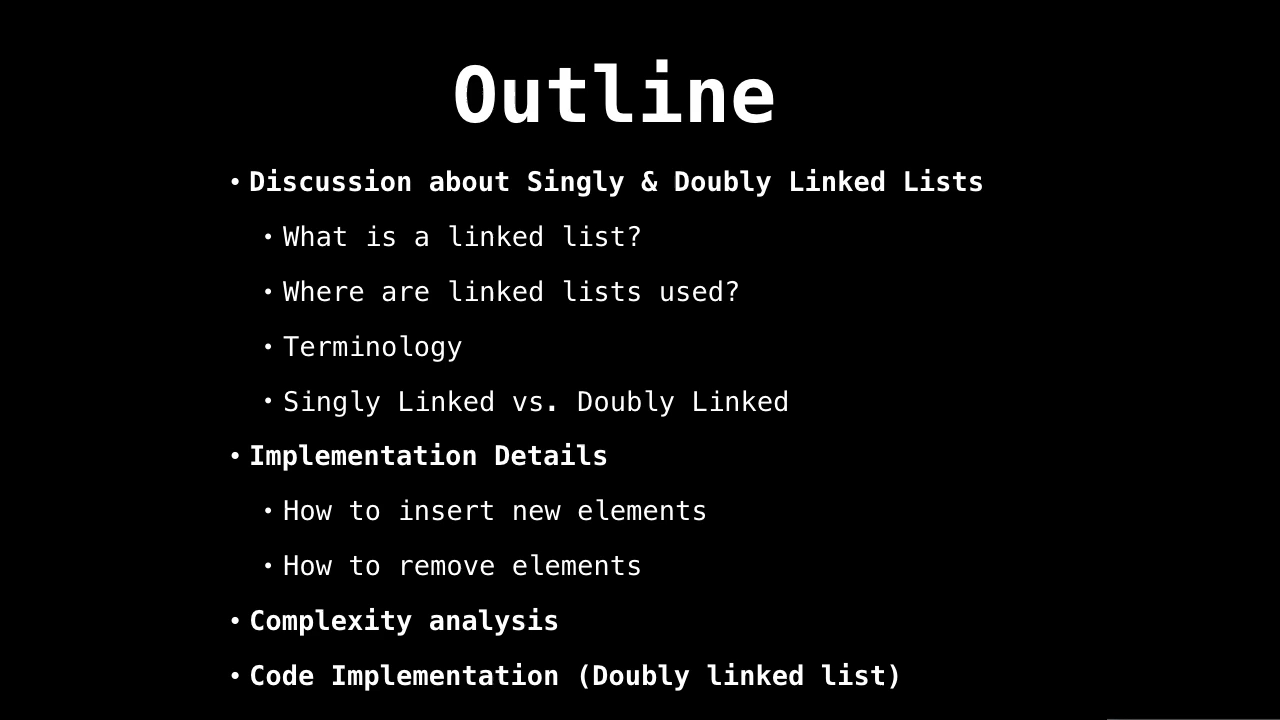 Outline
• Discussion about Singly & Doubly Linked Lists
• What is a linked list?
• Where are linked lists used?
• Terminology
• Singly Linked vs. Doubly Linked
• Implementation Details
• How to insert new elements
• How to remove elements
• Complexity analysis
• Code Implementation (Doubly linked list)